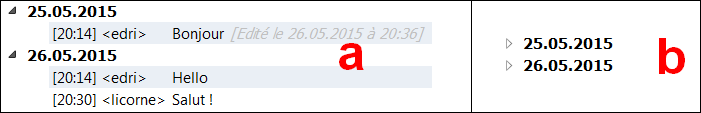 25.05.2015
[20:14] <edri> Bonjour [Edité le 26.05.2015 à 20:36]
26.05.2015
[20:14] <edri> Hello
[20:30] <licorne> Salut !
a
25.05.2015
26.05.2015
b